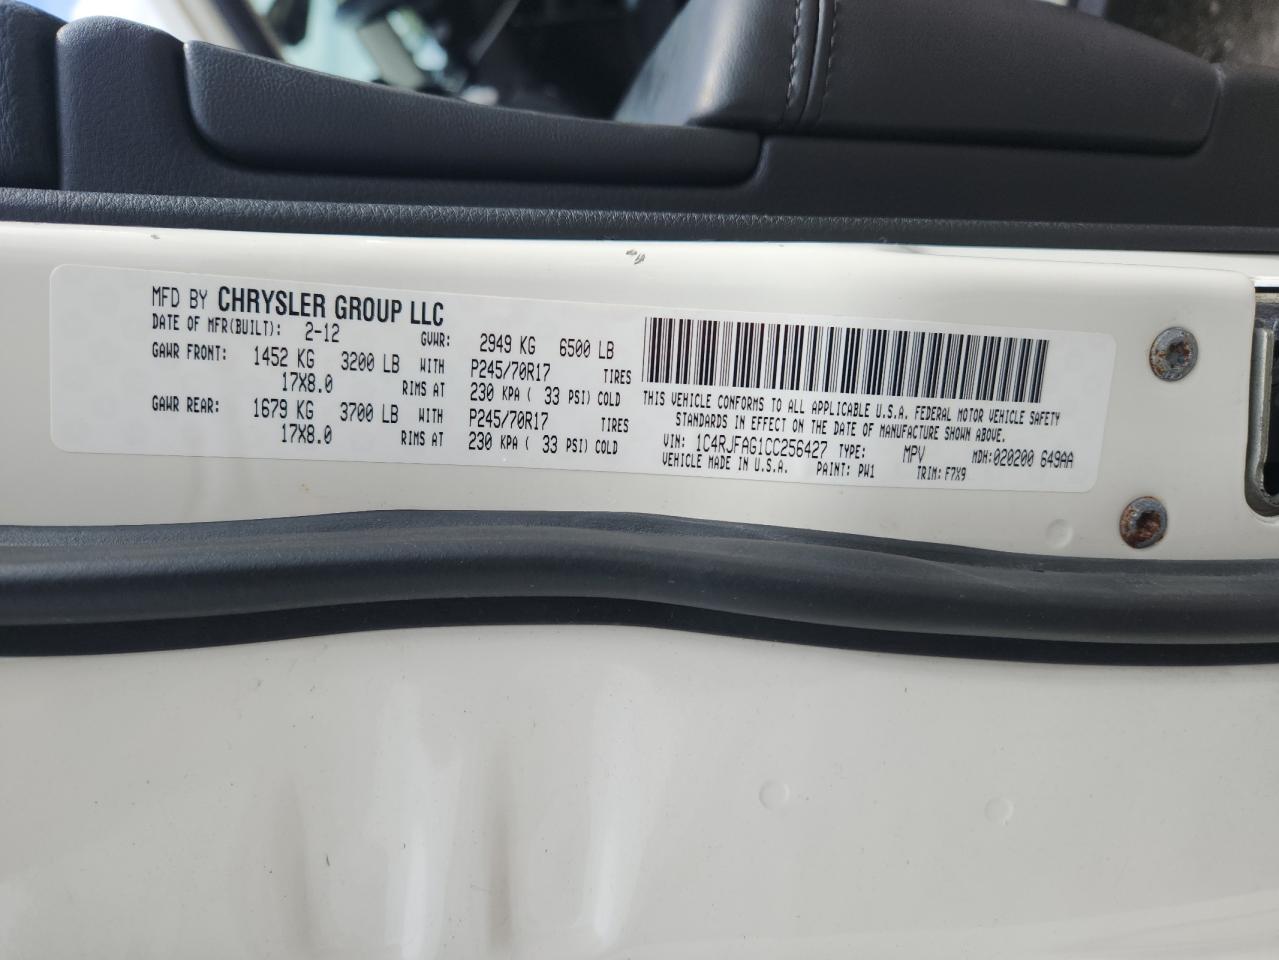 MFD BY CHRYSLER GROUP LLC
DATE OF MFR(BUILT): 2-12 GVWR: 2949 KG 6500 LB
GAWR FRONT: 1452 KG 3200 LB WITH P245/70R17 TIRES
17X8.0 RIMS AT 230 KPA ( 33 PSI) COLD
GAWR REAR: 1679 KG 3700 LB WITH P245/70R17 TIRES
17X8.0 RIMS AT 230 KPA ( 33 PSI) COLD
THIS VEHICLE CONFORMS TO ALL APPLICABLE U.S.A. FEDERAL MOTOR VEHICLE SAFETY
STANDARDS IN EFFECT ON THE DATE OF MANUFACTURE SHOWN ABOVE.
VIN: 1C4RJFAG1CC256427 TYPE: MPV MDH:020200 649AA
VEHICLE MADE IN U.S.A. PAINT: PW1 TRIM: F7X9